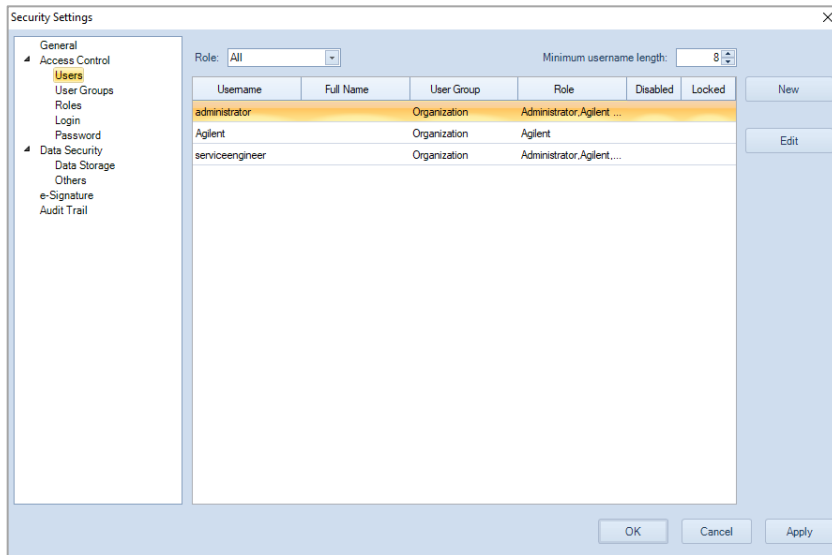 Security Settings
General
Access Control
Users
User Groups
Roles
Login
Password
Data Security
Data Storage
Others
e-Signature
Audit Trail
Role: All Minimum username length: 8
Username Full Name User Group Role Disabled Locked
administrator Organization Administrator,Agilent ...
Agilent Organization Agilent
serviceengineer Organization Administrator,Agilent,...
New
Edit
OK Cancel Apply